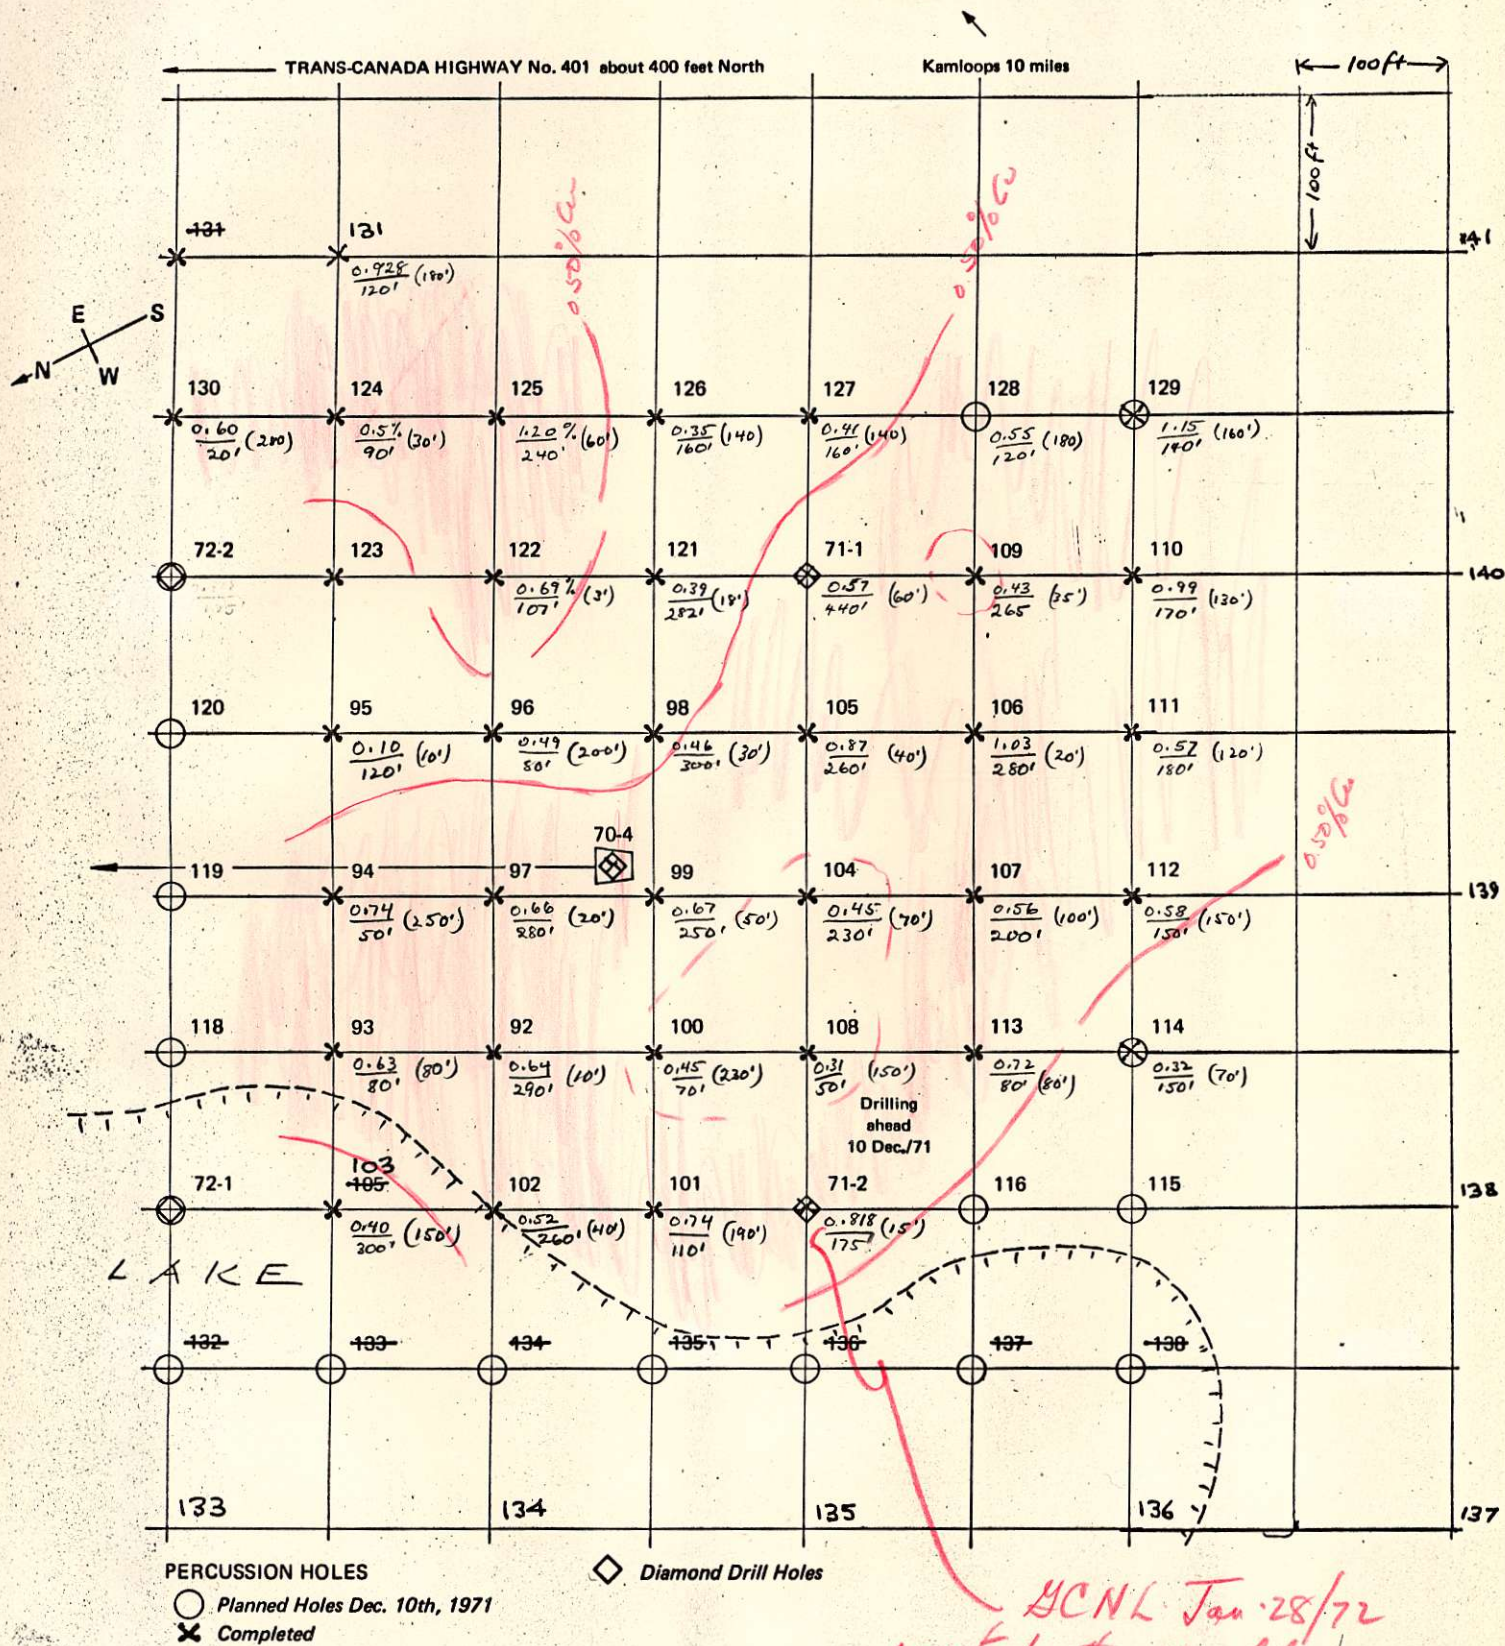 TRANS-CANADA HIGHWAY No. 401 about 400 feet North Kamloops 10 miles 100ft
100ft
0.50% Cu 0.50% Cu
131 131 141
0.928 (180')
120'
E S
N W
130 124 125 126 127 128 129
0.60 (280) 0.5% (30') 1.20% (60') 0.35 (140) 0.41 (140) 0.55 (180) 1.15 (160')
20' 90' 240' 160' 160' 120' 140'
72-2 123 122 121 71-1 109 110 140
0.69% (3') 0.39 (18') 0.57 (60') 0.43 (35') 0.99 (130')
107' 282' 440' 265 170'
120 95 96 98 105 106 111
0.10 (10') 0.49 (200') 0.46 (30') 0.87 (40') 1.03 (20') 0.57 (120')
120' 80' 300' 260' 280' 180'
0.50% Cu
70-4
119 94 97 99 104 107 112 139
0.74 (250') 0.66 (20') 0.67 (50') 0.45 (70') 0.56 (100') 0.58 (150')
50' 280' 250' 230' 200' 150'
118 93 92 100 108 113 114
0.63 (80') 0.64 (10') 0.45 (230') 0.31 (150') 0.72 (80') 0.32 (70')
80' 290' 70' 50' 80' 150'
Drilling
ahead
10 Dec./71
103
72-1 105 102 101 71-2 116 115 138
0.40 (150') 0.52 (40') 0.74 (190') 0.818 (15')
300' 260' 110' 175'
LAKE
132 133 134 135 136 137 138
133 134 135 136 137
PERCUSSION HOLES Diamond Drill Holes
Planned Holes Dec. 10th, 1971
Completed
GCNL Jan. 28/72